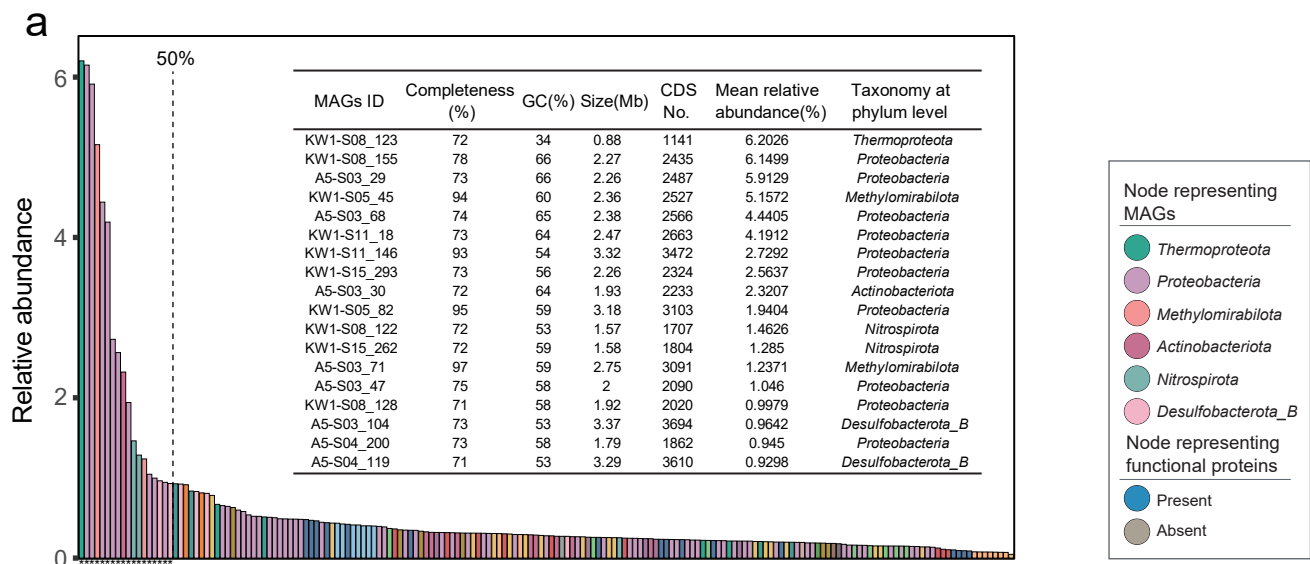 a
50%
6
4
2
0
Relative abundance
MAGs ID Completeness (%) GC(%) Size(Mb) CDS No. Mean relative abundance(%) Taxonomy at phylum level
KW1-S08_123 72 34 0.88 1141 6.2026 Thermoproteota
KW1-S08_155 78 66 2.27 2435 6.1499 Proteobacteria
A5-S03_29 73 66 2.26 2487 5.9129 Proteobacteria
KW1-S05_45 94 60 2.36 2527 5.1572 Methylomirabilota
A5-S03_68 74 65 2.38 2566 4.4405 Proteobacteria
KW1-S11_18 73 64 2.47 2663 4.1912 Proteobacteria
KW1-S11_146 93 54 3.32 3472 2.7292 Proteobacteria
KW1-S15_293 73 56 2.26 2324 2.5637 Proteobacteria
A5-S03_30 72 64 1.93 2233 2.3207 Actinobacteriota
KW1-S05_82 95 59 3.18 3103 1.9404 Proteobacteria
KW1-S08_122 72 53 1.57 1707 1.4626 Nitrospirota
KW1-S15_262 72 59 1.58 1804 1.285 Nitrospirota
A5-S03_71 97 59 2.75 3091 1.2371 Methylomirabilota
A5-S03_47 75 58 2 2090 1.046 Proteobacteria
KW1-S08_128 71 58 1.92 2020 0.9979 Proteobacteria
A5-S03_104 73 53 3.37 3694 0.9642 Desulfobacterota_B
A5-S04_200 73 58 1.79 1862 0.945 Proteobacteria
A5-S04_119 71 53 3.29 3610 0.9298 Desulfobacterota_B
******************
Node representing
MAGs
Thermoproteota
Proteobacteria
Methylomirabilota
Actinobacteriota
Nitrospirota
Desulfobacterota_B
Node representing
functional proteins
Present
Absent